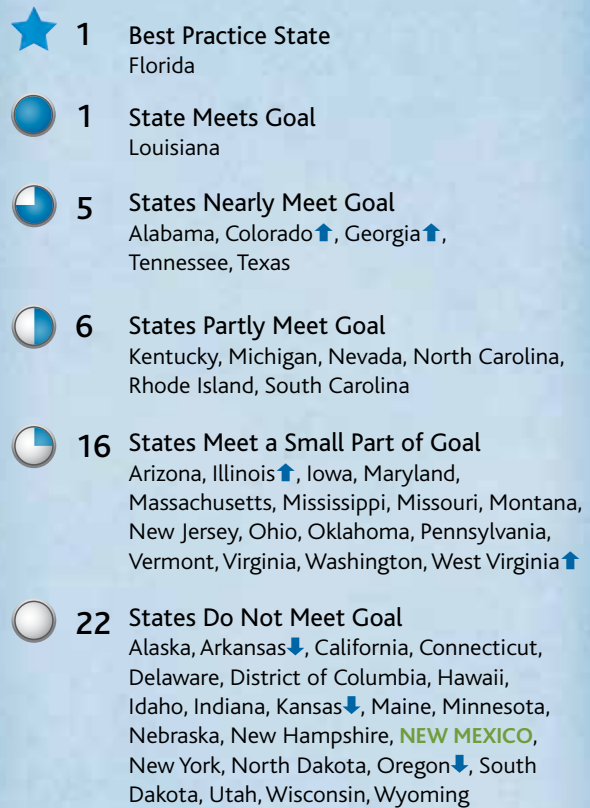 1 Best Practice State
Florida
1 State Meets Goal
Louisiana
5 States Nearly Meet Goal
Alabama, Colorado⬆, Georgia⬆,
Tennessee, Texas
6 States Partly Meet Goal
Kentucky, Michigan, Nevada, North Carolina,
Rhode Island, South Carolina
16 States Meet a Small Part of Goal
Arizona, Illinois⬆, Iowa, Maryland,
Massachusetts, Mississippi, Missouri, Montana,
New Jersey, Ohio, Oklahoma, Pennsylvania,
Vermont, Virginia, Washington, West Virginia⬆
22 States Do Not Meet Goal
Alaska, Arkansas⬇, California, Connecticut,
Delaware, District of Columbia, Hawaii,
Idaho, Indiana, Kansas⬇, Maine, Minnesota,
Nebraska, New Hampshire, NEW MEXICO,
New York, North Dakota, Oregon⬇, South
Dakota, Utah, Wisconsin, Wyoming